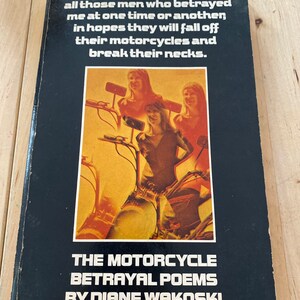 all those men who betrayed
me at one time or another,
in hopes they will fall off
their motorcycles and
break their necks.
THE MOTORCYCLE
BETRAYAL POEMS
BY DIANE WAKOSKI